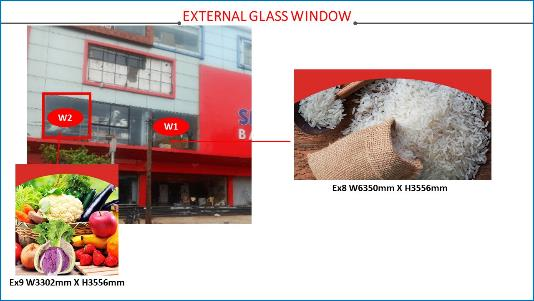 EXTERNAL GLASS WINDOW
W2
W1
Ex8 W6350mm X H3556mm
Ex9 W3302mm X H3556mm